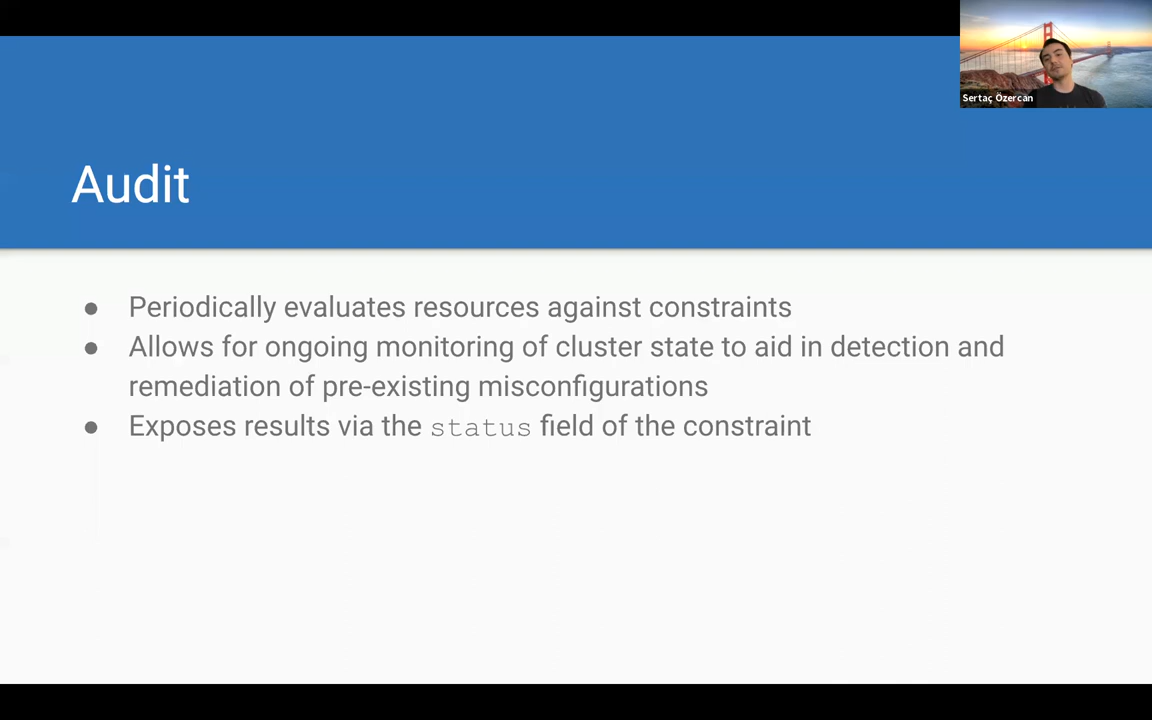 Sertaç Özercan
Audit
● Periodically evaluates resources against constraints
● Allows for ongoing monitoring of cluster state to aid in detection and
remediation of pre-existing misconfigurations
● Exposes results via the status field of the constraint